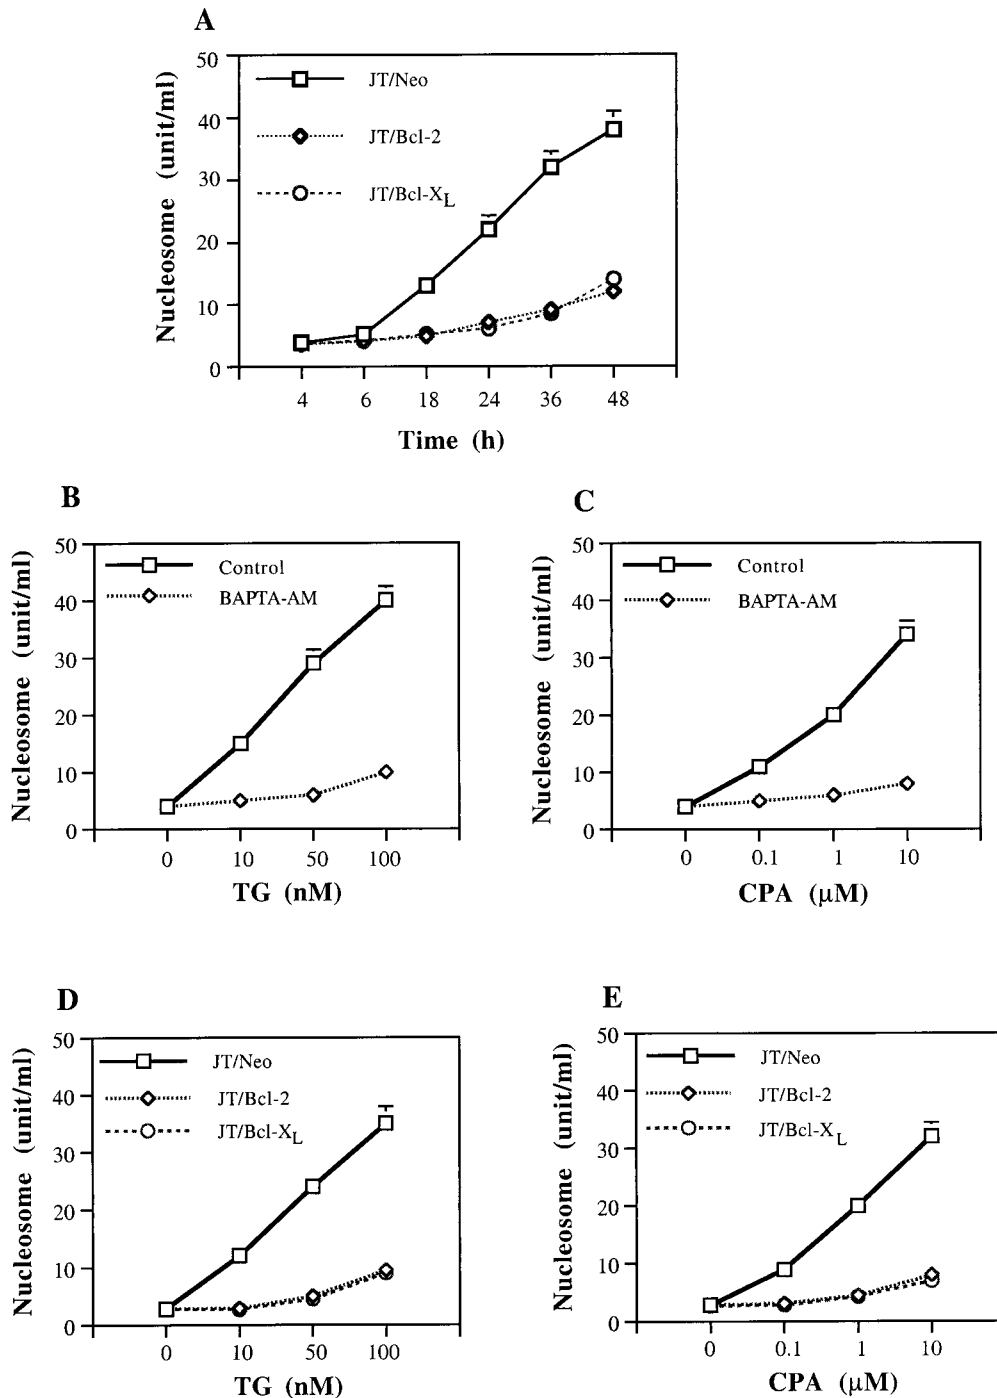 A
Nucleosome (unit/ml)
50
40
30
20
10
0
JT/Neo
JT/Bcl-2
JT/Bcl-XL
4 6 18 24 36 48
Time (h)
B
Nucleosome (unit/ml)
50
40
30
20
10
0
Control
BAPTA-AM
0 10 50 100
TG (nM)
C
Nucleosome (unit/ml)
50
40
30
20
10
0
Control
BAPTA-AM
0 0.1 1 10
CPA (μM)
D
Nucleosome (unit/ml)
50
40
30
20
10
0
JT/Neo
JT/Bcl-2
JT/Bcl-XL
0 10 50 100
TG (nM)
E
Nucleosome (unit/ml)
50
40
30
20
10
0
JT/Neo
JT/Bcl-2
JT/Bcl-XL
0 0.1 1 10
CPA (μM)